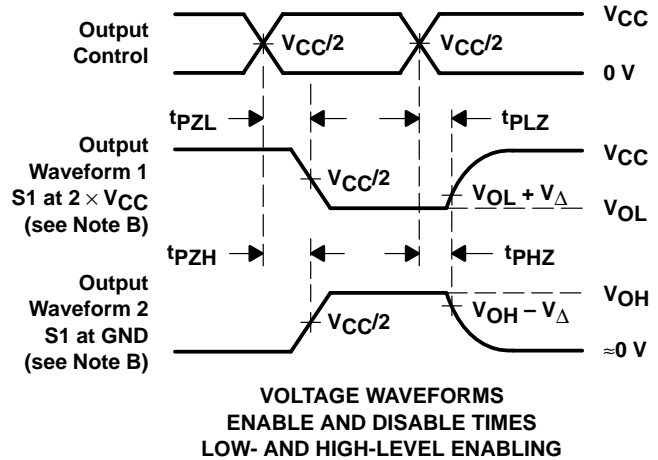 Output
Control
VCC/2
VCC/2
VCC
0 V
tPZL
tPLZ
Output
Waveform 1
S1 at 2 × VCC
(see Note B)
VCC/2
VCC
VOL + VΔ
VOL
tPZH
tPHZ
Output
Waveform 2
S1 at GND
(see Note B)
VCC/2
VOH
VOH − VΔ
≈0 V
VOLTAGE WAVEFORMS
ENABLE AND DISABLE TIMES
LOW- AND HIGH-LEVEL ENABLING